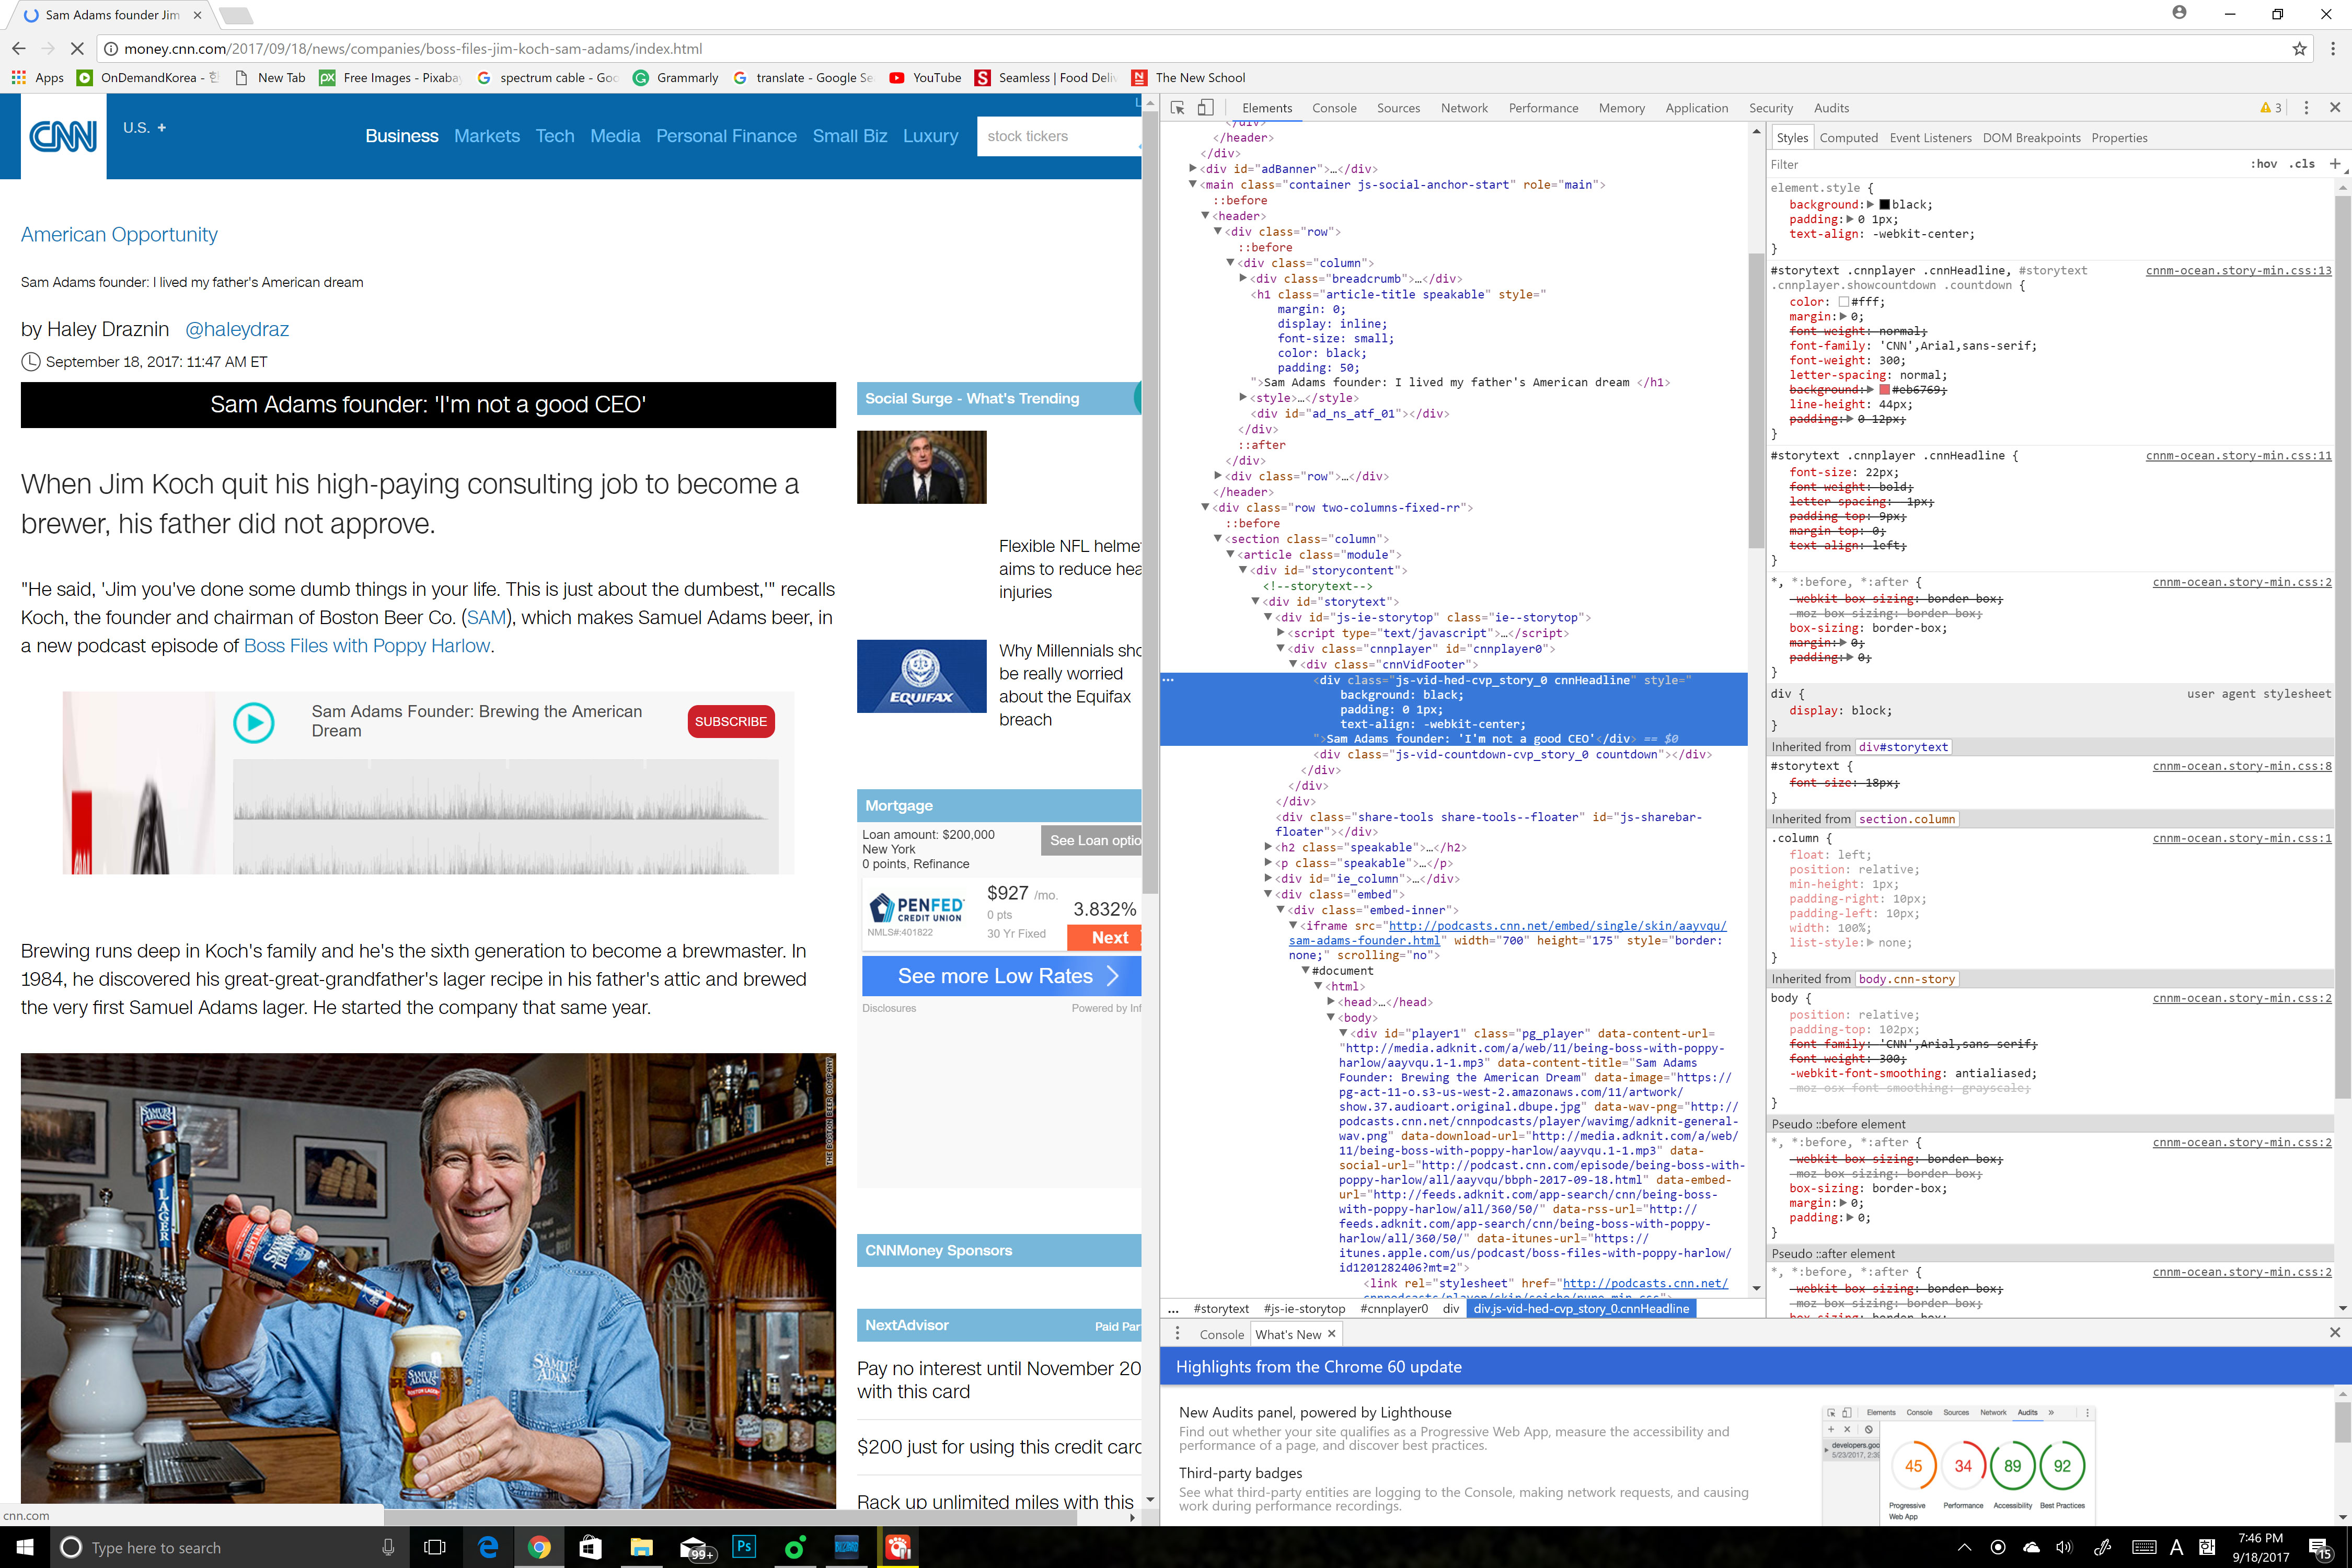 Sam Adams founder Jim
money.cnn.com/2017/09/18/news/companies/boss-files-jim-koch-sam-adams/index.html
Apps OnDemandKorea - 한 New Tab Free Images - Pixaba spectrum cable - Goo Grammarly translate - Google Se YouTube Seamless | Food Deli The New School
CNN U.S. + Business Markets Tech Media Personal Finance Small Biz Luxury stock tickers
American Opportunity
Sam Adams founder: I lived my father's American dream
by Haley Draznin @haleydraz
September 18, 2017: 11:47 AM ET
Sam Adams founder: 'I'm not a good CEO'
When Jim Koch quit his high-paying consulting job to become a
brewer, his father did not approve.
"He said, 'Jim you've done some dumb things in your life. This is just about the dumbest,'" recalls
Koch, the founder and chairman of Boston Beer Co. (SAM), which makes Samuel Adams beer, in
a new podcast episode of Boss Files with Poppy Harlow.
Sam Adams Founder: Brewing the American
Dream
SUBSCRIBE
Brewing runs deep in Koch's family and he's the sixth generation to become a brewmaster. In
1984, he discovered his great-great-grandfather's lager recipe in his father's attic and brewed
the very first Samuel Adams lager. He started the company that same year.
THE BOSTON BEER COMPANY
SAMUEL ADAMS
LAGER
SAMUEL
ADAMS
SAMUEL
ADAMS
BOSTON LAGER
cnn.com
Social Surge - What's Trending
Flexible NFL helme
aims to reduce hea
injuries
EQUIFAX
Why Millennials sho
be really worried
about the Equifax
breach
Mortgage
Loan amount: $200,000
New York
0 points, Refinance
See Loan optio
PENFED
CREDIT UNION
NMLS#:401822
$927 /mo.
0 pts
30 Yr Fixed
3.832%
Next
See more Low Rates
Disclosures Powered by Inf
CNNMoney Sponsors
NextAdvisor Paid Par
Pay no interest until November 20
with this card
$200 just for using this credit card
Rack up unlimited miles with this
Elements Console Sources Network Performance Memory Application Security Audits 3
</div>
</header>
</div>
<div id="adBanner">…</div>
<main class="container js-social-anchor-start" role="main">
::before
<header>
<div class="row">
::before
<div class="column">
<div class="breadcrumb">…</div>
<h1 class="article-title speakable" style="
margin: 0;
display: inline;
font-size: small;
color: black;
padding: 50;
">Sam Adams founder: I lived my father's American dream </h1>
<style>…</style>
<div id="ad_ns_atf_01"></div>
</div>
::after
</div>
<div class="row">…</div>
</header>
<div class="row two-columns-fixed-rr">
::before
<section class="column">
<article class="module">
<div id="storycontent">
<!--storytext-->
<div id="storytext">
<div id="js-ie-storytop" class="ie--storytop">
<script type="text/javascript">…</script>
<div class="cnnplayer" id="cnnplayer0">
<div class="cnnVidFooter">
<div class="js-vid-hed-cvp_story_0 cnnHeadline" style="
background: black;
padding: 0 1px;
text-align: -webkit-center;
">Sam Adams founder: 'I'm not a good CEO'</div> == $0
<div class="js-vid-countdown-cvp_story_0 countdown"></div>
</div>
</div>
</div>
<div class="share-tools share-tools--floater" id="js-sharebar-
floater"></div>
<h2 class="speakable">…</h2>
<p class="speakable">…</p>
<div id="ie_column">…</div>
<div class="embed">
<div class="embed-inner">
<iframe src="http://podcasts.cnn.net/embed/single/skin/aayvqu/
sam-adams-founder.html" width="700" height="175" style="border:
none;" scrolling="no">
#document
<html>
<head>…</head>
<body>
<div id="player1" class="pg_player" data-content-url=
"http://media.adknit.com/a/web/11/being-boss-with-poppy-
harlow/aayvqu.1-1.mp3" data-content-title="Sam Adams
Founder: Brewing the American Dream" data-image="https://
pg-act-11-o.s3-us-west-2.amazonaws.com/11/artwork/
show.37.audioart.original.dbupe.jpg" data-wav-png="http://
podcasts.cnn.net/cnnpodcasts/player/wavimg/adknit-general-
wav.png" data-download-url="http://media.adknit.com/a/web/
11/being-boss-with-poppy-harlow/aayvqu.1-1.mp3" data-
social-url="http://podcast.cnn.com/episode/being-boss-with-
poppy-harlow/all/aayvqu/bbph-2017-09-18.html" data-embed-
url="http://feeds.adknit.com/app-search/cnn/being-boss-
with-poppy-harlow/all/360/50/" data-rss-url="http://
feeds.adknit.com/app-search/cnn/being-boss-with-poppy-
harlow/all/360/50/" data-itunes-url="https://
itunes.apple.com/us/podcast/boss-files-with-poppy-harlow/
id1201282406?mt=2">
<link rel="stylesheet" href="http://podcasts.cnn.net/
cnnpodcasts/player/skin/seiche/pure-min.css">
... #storytext #js-ie-storytop #cnnplayer0 div div.js-vid-hed-cvp_story_0.cnnHeadline
Styles Computed Event Listeners DOM Breakpoints Properties
Filter :hov .cls +
element.style {
background: black;
padding: 0 1px;
text-align: -webkit-center;
}
#storytext .cnnplayer .cnnHeadline, #storytext cnnm-ocean.story-min.css:13
.cnnplayer.showcountdown .countdown {
color: #fff;
margin: 0;
font-weight: normal;
font-family: 'CNN',Arial,sans-serif;
font-weight: 300;
letter-spacing: normal;
background: #eb6769;
line-height: 44px;
padding: 0 12px;
}
#storytext .cnnplayer .cnnHeadline { cnnm-ocean.story-min.css:11
font-size: 22px;
font-weight: bold;
letter-spacing: -1px;
padding-top: 9px;
margin-top: 0;
text-align: left;
}
*, *:before, *:after { cnnm-ocean.story-min.css:2
-webkit-box-sizing: border-box;
-moz-box-sizing: border-box;
box-sizing: border-box;
margin: 0;
padding: 0;
}
div { user agent stylesheet
display: block;
}
Inherited from div#storytext
#storytext { cnnm-ocean.story-min.css:8
font-size: 18px;
}
Inherited from section.column
.column { cnnm-ocean.story-min.css:1
float: left;
position: relative;
min-height: 1px;
padding-right: 10px;
padding-left: 10px;
width: 100%;
list-style: none;
}
Inherited from body.cnn-story
body { cnnm-ocean.story-min.css:2
position: relative;
padding-top: 102px;
font-family: 'CNN',Arial,sans-serif;
font-weight: 300;
-webkit-font-smoothing: antialiased;
-moz-osx-font-smoothing: grayscale;
}
Pseudo ::before element
*, *:before, *:after { cnnm-ocean.story-min.css:2
-webkit-box-sizing: border-box;
-moz-box-sizing: border-box;
box-sizing: border-box;
margin: 0;
padding: 0;
}
Pseudo ::after element
*, *:before, *:after { cnnm-ocean.story-min.css:2
-webkit-box-sizing: border-box;
-moz-box-sizing: border-box;
box-sizing: border-box;
Console What's New
Highlights from the Chrome 60 update
New Audits panel, powered by Lighthouse
Find out whether your site qualifies as a Progressive Web App, measure the accessibility and
performance of a page, and discover best practices.
Third-party badges
See what third-party entities are logging to the Console, making network requests, and causing
work during performance recordings.
Elements Console Sources Network Audits »
developers.goo
5/23/2017, 2:3
45 34 89 92
Progressive Performance Accessibility Best Practices
Web App
Type here to search 99+ Ps A 한 7:46 PM
9/18/2017 15